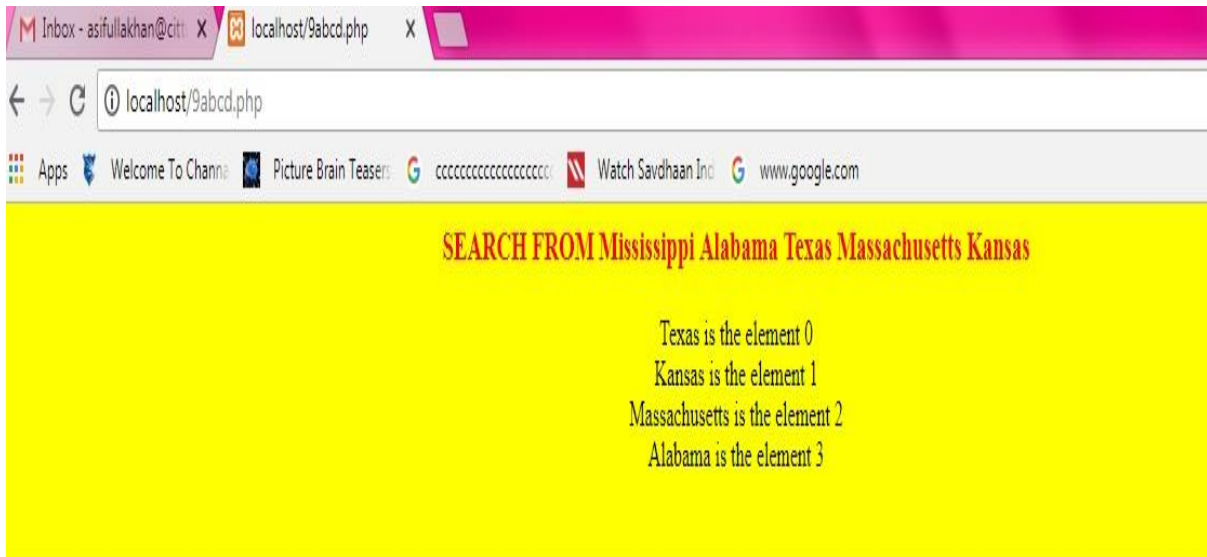 Inbox - asifullakhan@citt
localhost/9abcd.php
localhost/9abcd.php
Apps Welcome To Channa Picture Brain Teasers cccccccccccccccccc Watch Savdhaan Ind www.google.com
SEARCH FROM Mississippi Alabama Texas Massachusetts Kansas
Texas is the element 0
Kansas is the element 1
Massachusetts is the element 2
Alabama is the element 3